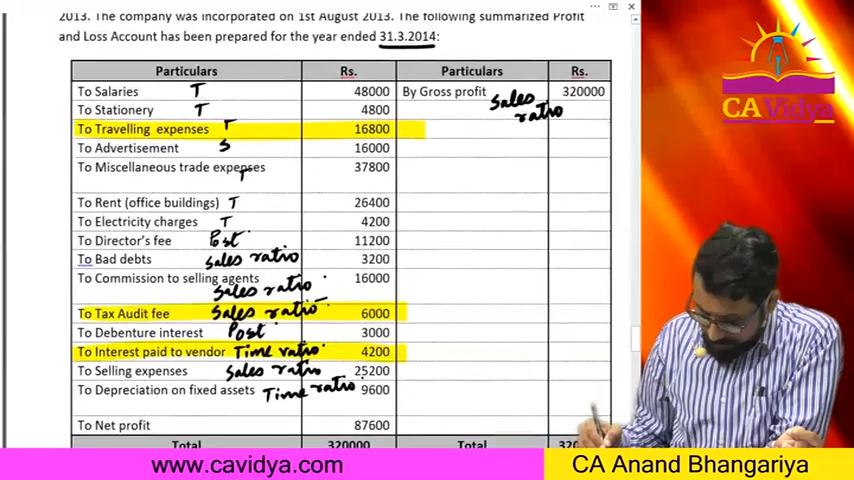 2013. The company was incorporated on 1st August 2013. The following summarized Profit
and Loss Account has been prepared for the year ended 31.3.2014:
Particulars Rs. Particulars Rs.
To Salaries T 48000 By Gross profit Sales ratio 320000
To Stationery T 4800
To Travelling expenses T 16800
To Advertisement S 16000
To Miscellaneous trade expenses T 37800
To Rent (office buildings) T 26400
To Electricity charges T 4200
To Director's fee Post 11200
To Bad debts Sales ratio 3200
To Commission to selling agents Sales ratio 16000
To Tax Audit fee Sales ratio 6000
To Debenture interest Post 3000
To Interest paid to vendor Time ratio 4200
To Selling expenses Sales ratio 25200
To Depreciation on fixed assets Time ratio 9600
To Net profit 87600
Total 320000 Total
CA Vidya
www.cavidya.com
CA Anand Bhangariya